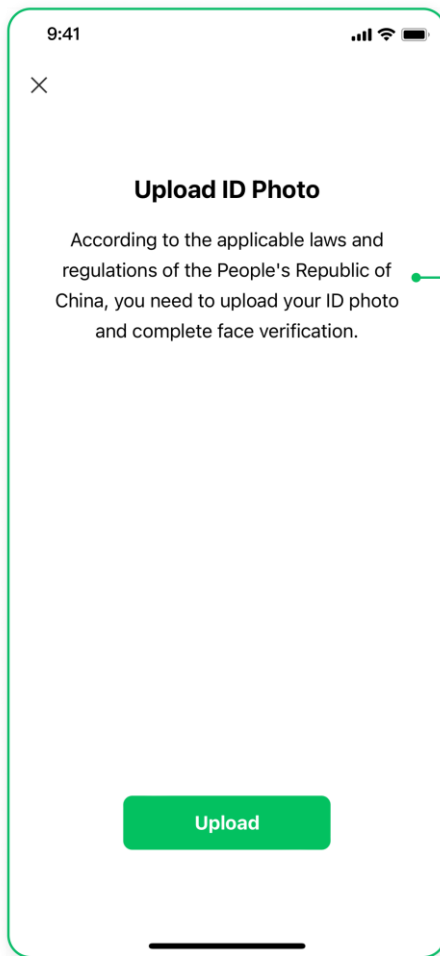 9:41
Upload ID Photo
According to the applicable laws and
regulations of the People's Republic of
China, you need to upload your ID photo
and complete face verification.
Upload